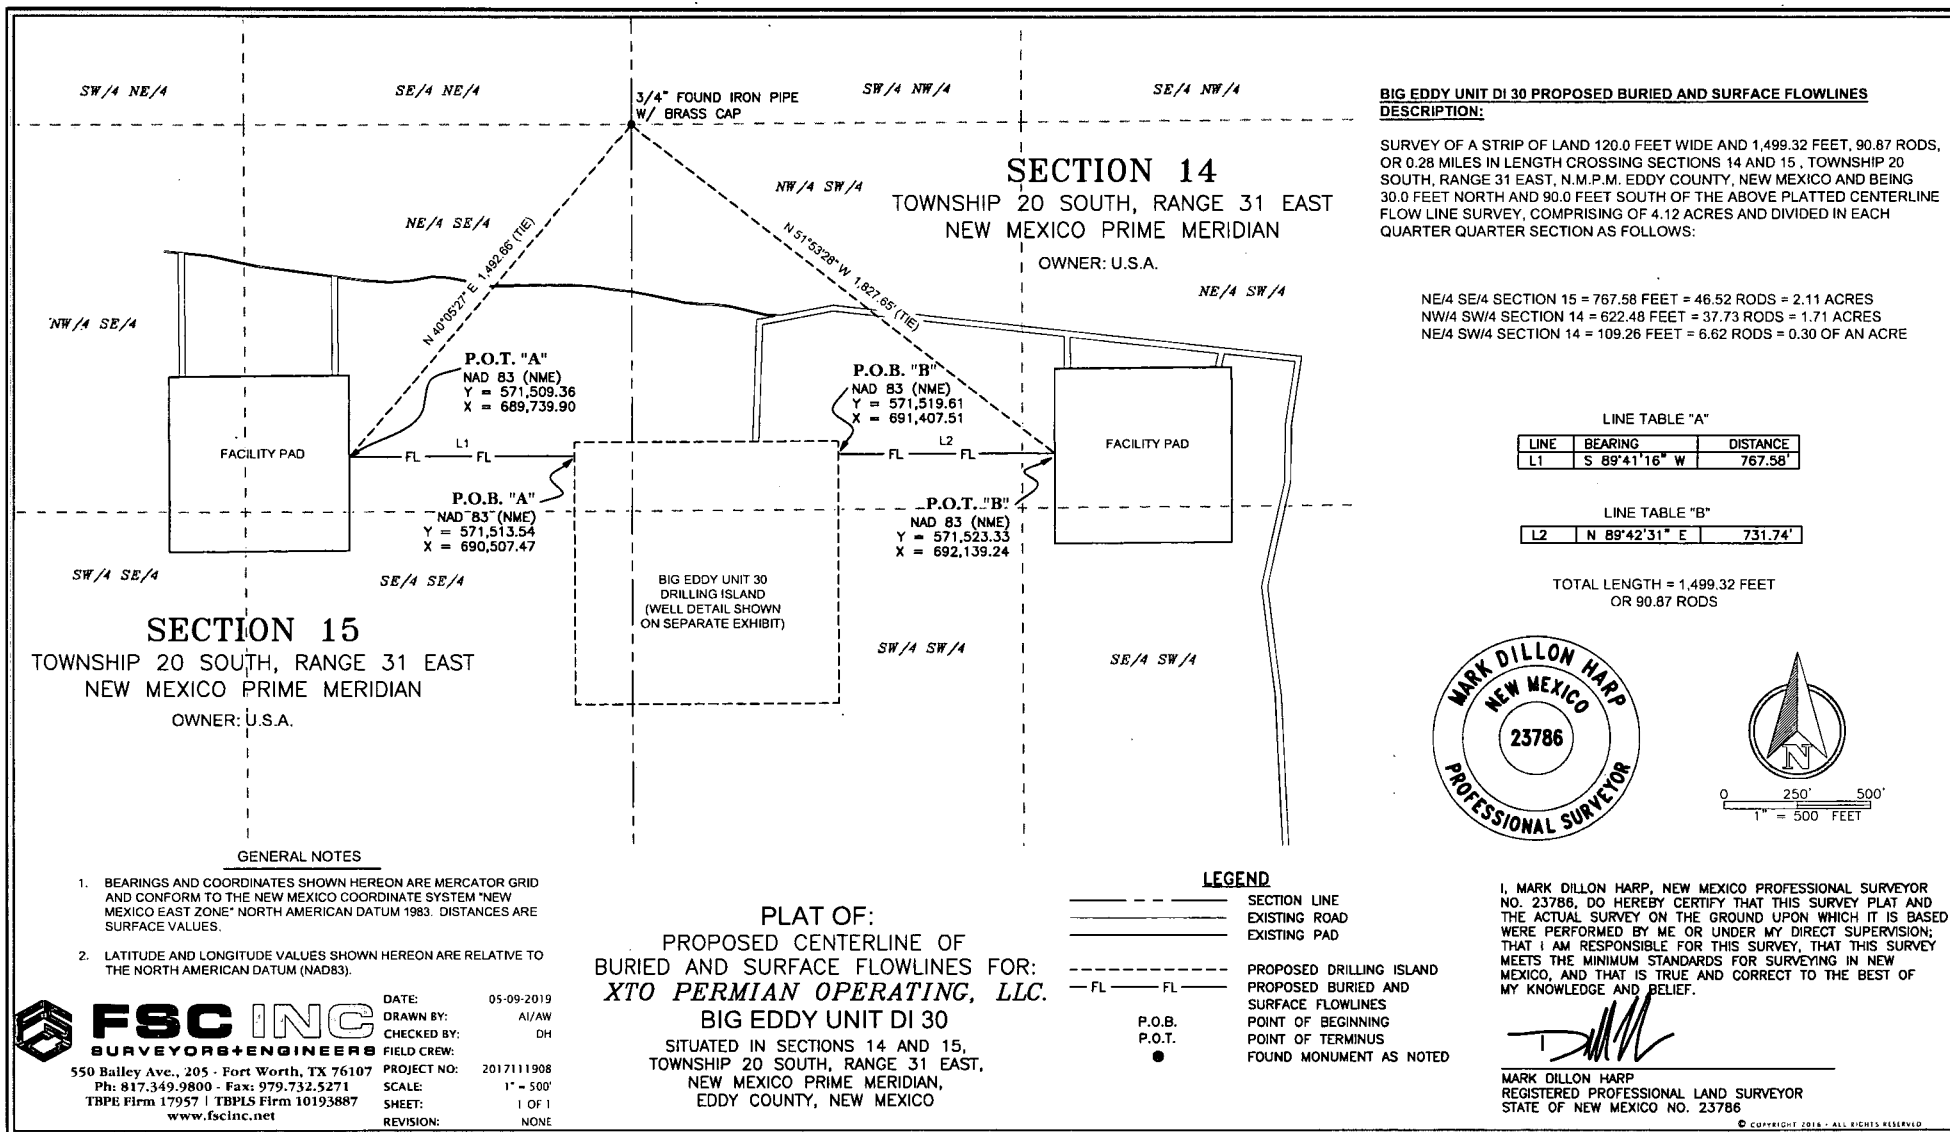 SW/4 NE/4
SE/4 NE/4
3/4" FOUND IRON PIPE
W/ BRASS CAP
SW/4 NW/4
SE/4 NW/4
SECTION 14
TOWNSHIP 20 SOUTH, RANGE 31 EAST
NEW MEXICO PRIME MERIDIAN
OWNER: U.S.A.
NW/4 SW/4
NE/4 SE/4
NE/4 SW/4
NW/4 SE/4
N 40°05'27" E 1,492.66' (TIE)
N 51°53'28" W 1,827.65' (TIE)
P.O.T. "A"
NAD 83 (NME)
Y = 571,509.36
X = 689,739.90
P.O.B. "B"
NAD 83 (NME)
Y = 571,519.61
X = 691,407.51
FACILITY PAD
L1
FL FL
L2
FL FL
FACILITY PAD
P.O.B. "A"
NAD 83 (NME)
Y = 571,513.54
X = 690,507.47
P.O.T. "B"
NAD 83 (NME)
Y = 571,523.33
X = 692,139.24
SW/4 SE/4
SE/4 SE/4
BIG EDDY UNIT 30
DRILLING ISLAND
(WELL DETAIL SHOWN
ON SEPARATE EXHIBIT)
SW/4 SW/4
SE/4 SW/4
SECTION 15
TOWNSHIP 20 SOUTH, RANGE 31 EAST
NEW MEXICO PRIME MERIDIAN
OWNER: U.S.A.
BIG EDDY UNIT DI 30 PROPOSED BURIED AND SURFACE FLOWLINES
DESCRIPTION:
SURVEY OF A STRIP OF LAND 120.0 FEET WIDE AND 1,499.32 FEET, 90.87 RODS,
OR 0.28 MILES IN LENGTH CROSSING SECTIONS 14 AND 15 , TOWNSHIP 20
SOUTH, RANGE 31 EAST, N.M.P.M. EDDY COUNTY, NEW MEXICO AND BEING
30.0 FEET NORTH AND 90.0 FEET SOUTH OF THE ABOVE PLATTED CENTERLINE
FLOW LINE SURVEY, COMPRISING OF 4.12 ACRES AND DIVIDED IN EACH
QUARTER QUARTER SECTION AS FOLLOWS:
NE/4 SE/4 SECTION 15 = 767.58 FEET = 46.52 RODS = 2.11 ACRES
NW/4 SW/4 SECTION 14 = 622.48 FEET = 37.73 RODS = 1.71 ACRES
NE/4 SW/4 SECTION 14 = 109.26 FEET = 6.62 RODS = 0.30 OF AN ACRE
LINE TABLE "A"
LINE BEARING DISTANCE
L1 S 89°41'16" W 767.58'
LINE TABLE "B"
L2 N 89°42'31" E 731.74'
TOTAL LENGTH = 1,499.32 FEET
OR 90.87 RODS
MARK DILLON HARP
NEW MEXICO
23786
PROFESSIONAL SURVEYOR
N
0 250' 500'
1" = 500 FEET
GENERAL NOTES
1. BEARINGS AND COORDINATES SHOWN HEREON ARE MERCATOR GRID
AND CONFORM TO THE NEW MEXICO COORDINATE SYSTEM "NEW
MEXICO EAST ZONE" NORTH AMERICAN DATUM 1983. DISTANCES ARE
SURFACE VALUES.
2. LATITUDE AND LONGITUDE VALUES SHOWN HEREON ARE RELATIVE TO
THE NORTH AMERICAN DATUM (NAD83).
FSC INC
SURVEYORS+ENGINEERS
550 Bailey Ave., 205 - Fort Worth, TX 76107
Ph: 817.349.9800 - Fax: 979.732.5271
TBPE Firm 17957 | TBPLS Firm 10193887
www.fscinc.net
DATE: 05-09-2019
DRAWN BY: AI/AW
CHECKED BY: DH
FIELD CREW:
PROJECT NO: 2017111908
SCALE: 1" = 500'
SHEET: 1 OF 1
REVISION: NONE
PLAT OF:
PROPOSED CENTERLINE OF
BURIED AND SURFACE FLOWLINES FOR:
XTO PERMIAN OPERATING, LLC.
BIG EDDY UNIT DI 30
SITUATED IN SECTIONS 14 AND 15,
TOWNSHIP 20 SOUTH, RANGE 31 EAST,
NEW MEXICO PRIME MERIDIAN,
EDDY COUNTY, NEW MEXICO
LEGEND
SECTION LINE
EXISTING ROAD
EXISTING PAD
PROPOSED DRILLING ISLAND
FL FL PROPOSED BURIED AND
SURFACE FLOWLINES
P.O.B. POINT OF BEGINNING
P.O.T. POINT OF TERMINUS
FOUND MONUMENT AS NOTED
I, MARK DILLON HARP, NEW MEXICO PROFESSIONAL SURVEYOR
NO. 23786, DO HEREBY CERTIFY THAT THIS SURVEY PLAT AND
THE ACTUAL SURVEY ON THE GROUND UPON WHICH IT IS BASED
WERE PERFORMED BY ME OR UNDER MY DIRECT SUPERVISION;
THAT I AM RESPONSIBLE FOR THIS SURVEY, THAT THIS SURVEY
MEETS THE MINIMUM STANDARDS FOR SURVEYING IN NEW
MEXICO, AND THAT IS TRUE AND CORRECT TO THE BEST OF
MY KNOWLEDGE AND BELIEF.
MARK DILLON HARP
REGISTERED PROFESSIONAL LAND SURVEYOR
STATE OF NEW MEXICO NO. 23786
© COPYRIGHT 2016 - ALL RIGHTS RESERVED